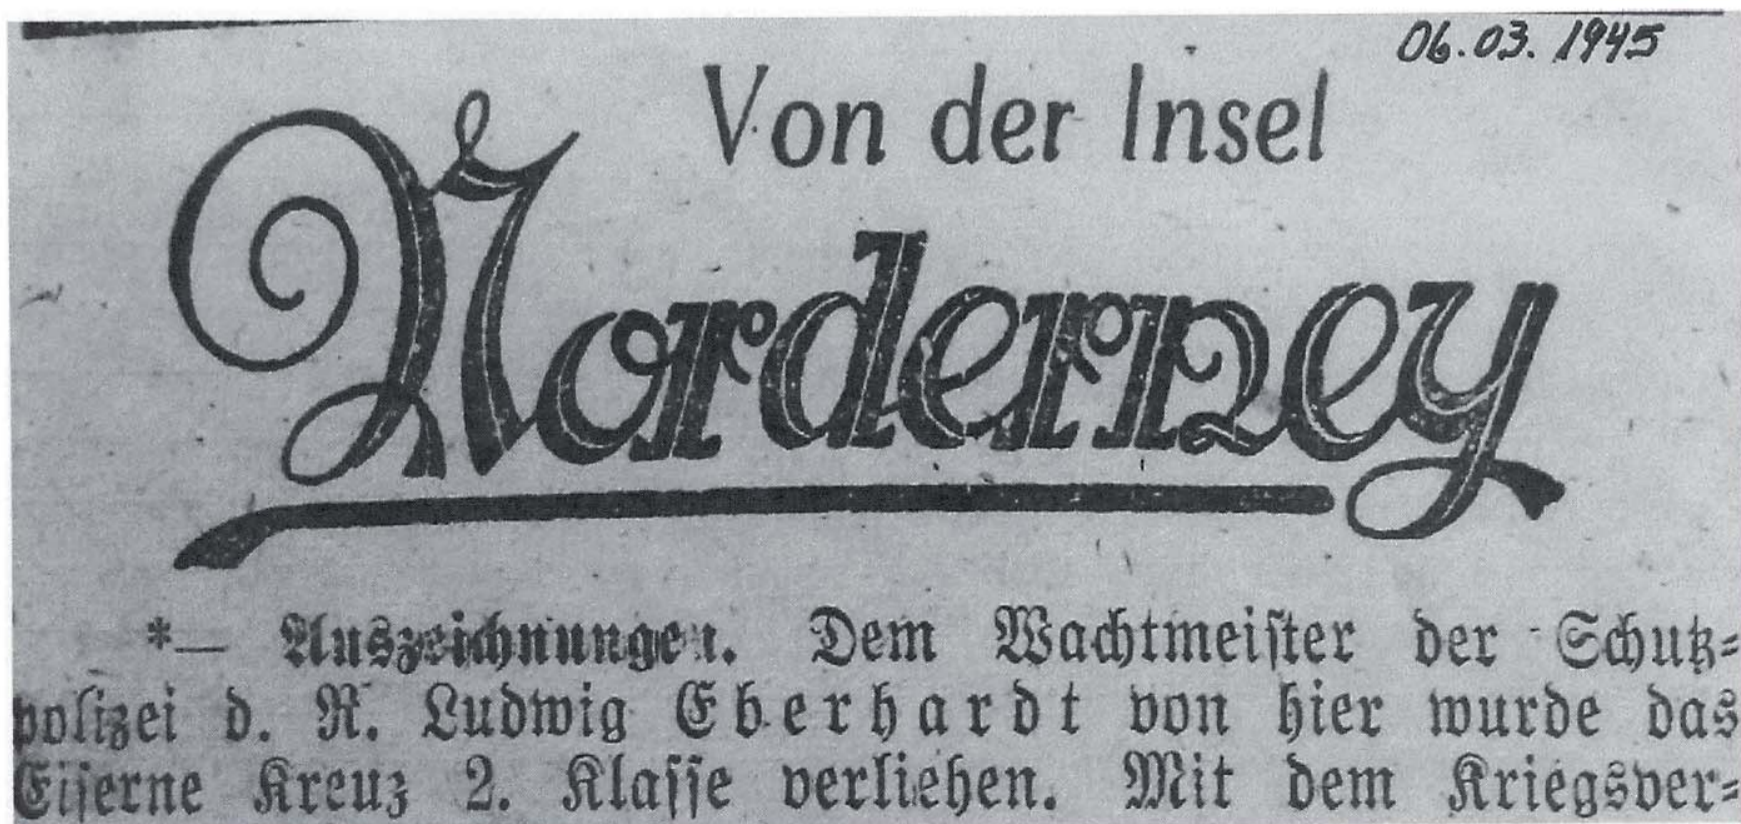 06.03.1945
Von der Insel
Norderney
*— Auszeichnungen. Dem Wachtmeister der Schutz-
polizei d. R. Ludwig Eberhardt von hier wurde das
Eiserne Kreuz 2. Klasse verliehen. Mit dem Kriegsver-